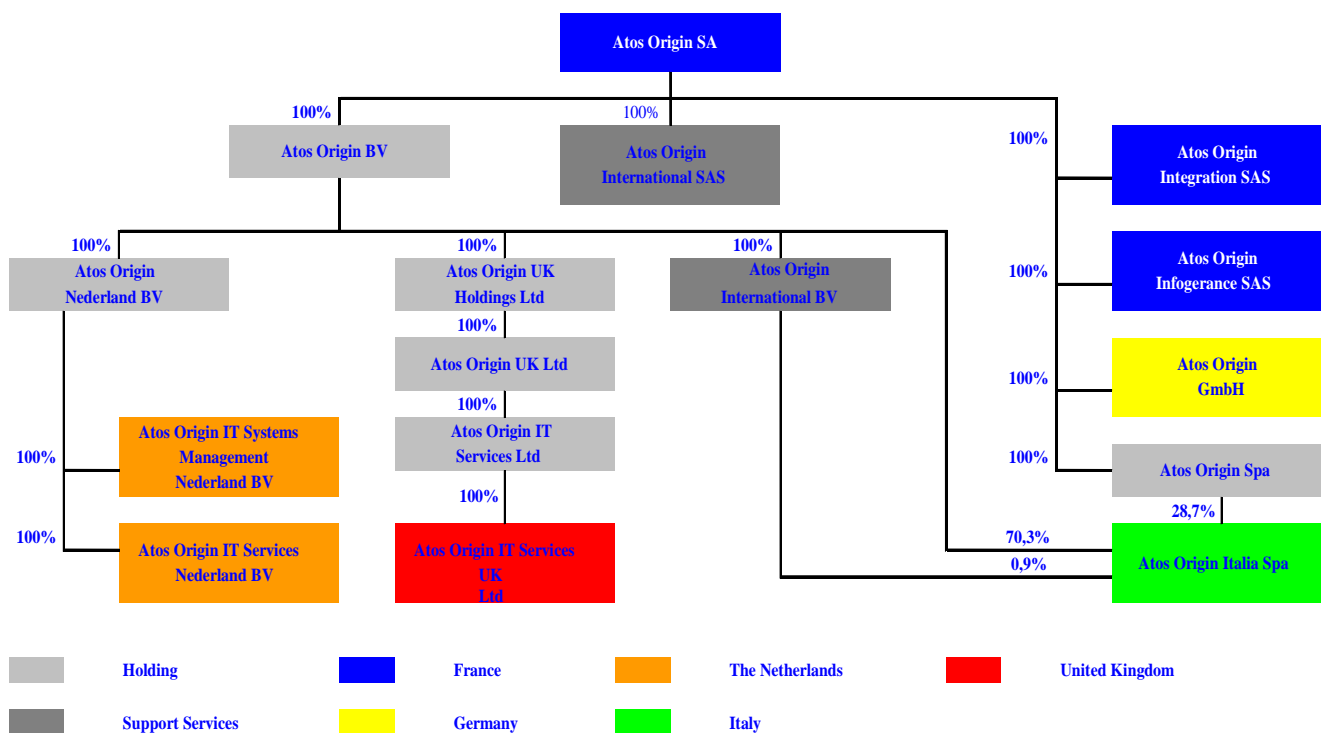 Atos Origin SA
100%
100%
Atos Origin BV
Atos Origin
International SAS
100%
Atos Origin
Integration SAS
100%
100%
100%
Atos Origin
Nederland BV
Atos Origin UK
Holdings Ltd
Atos Origin
International BV
100%
Atos Origin
Infogerance SAS
100%
Atos Origin UK Ltd
100%
Atos Origin
GmbH
100%
Atos Origin IT Systems
Management
Nederland BV
100%
Atos Origin IT
Services Ltd
100%
Atos Origin Spa
100%
28,7%
100%
Atos Origin IT Services
Nederland BV
Atos Origin IT Services
UK
Ltd
70,3%
0,9%
Atos Origin Italia Spa
Holding
France
The Netherlands
United Kingdom
Support Services
Germany
Italy